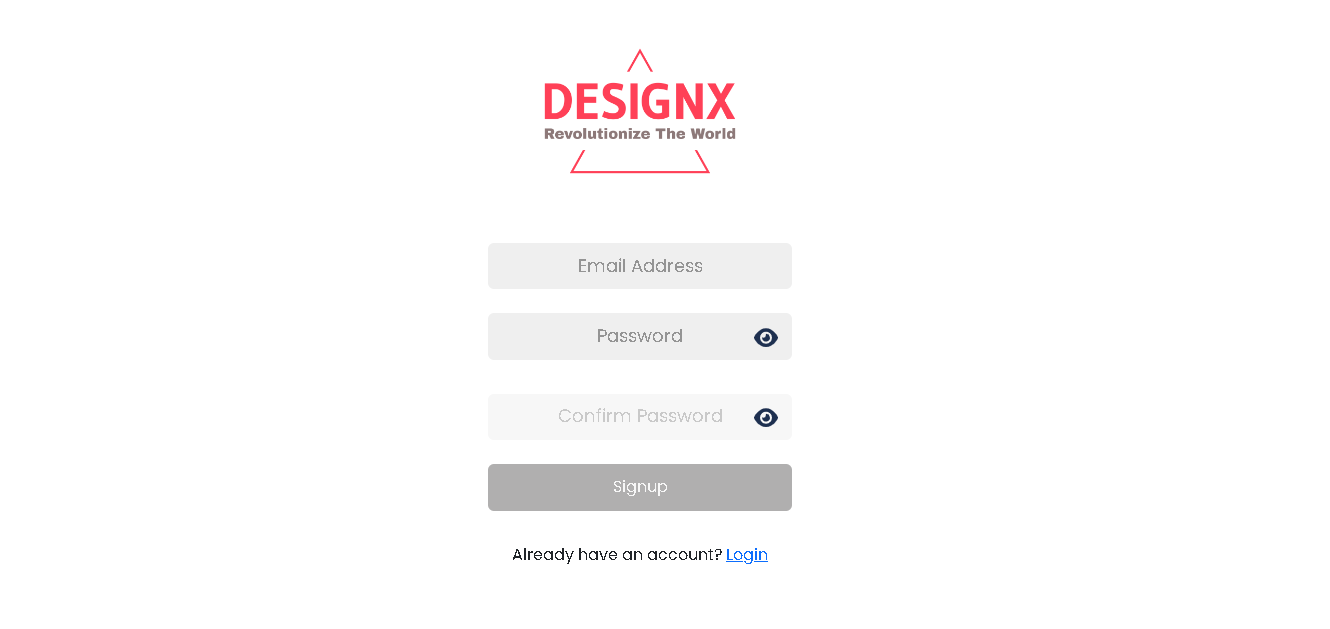 DESIGNX
Revolutionize The World
Email Address
Password
Confirm Password
Signup
Already have an account? Login